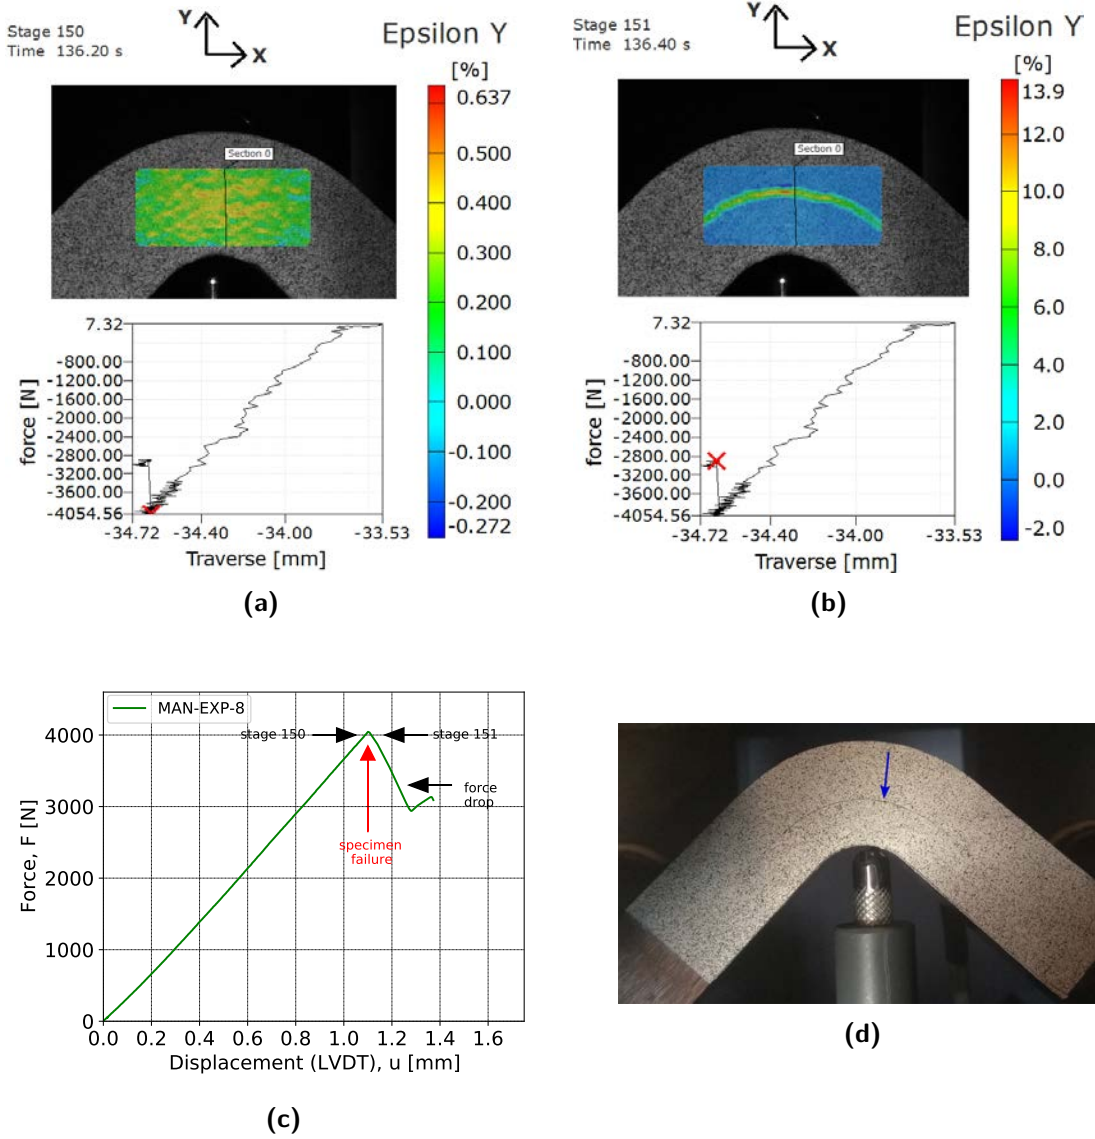 Stage 150
Time 136.20 s
Y
X
Epsilon Y
[%]
Section 0
0.637
0.500
0.400
0.300
0.200
0.100
0.000
-0.100
-0.200
-0.272
7.32
-800.00
-1200.00
-1600.00
-2000.00
-2400.00
-2800.00
-3200.00
-3600.00
-4054.56
force [N]
-34.72
-34.40
-34.00
-33.53
Traverse [mm]
(a)
Stage 151
Time 136.40 s
Y
X
Epsilon Y
[%]
Section 0
13.9
12.0
10.0
8.0
6.0
4.0
2.0
0.0
-2.0
7.32
-800.00
-1200.00
-1600.00
-2000.00
-2400.00
-2800.00
-3200.00
-3600.00
-4054.56
force [N]
-34.72
-34.40
-34.00
-33.53
Traverse [mm]
(b)
MAN-EXP-8
stage 150
stage 151
force
drop
specimen
failure
4000
3000
2000
1000
0
Force, F [N]
0.0 0.2 0.4 0.6 0.8 1.0 1.2 1.4 1.6
Displacement (LVDT), u [mm]
(c)
(d)